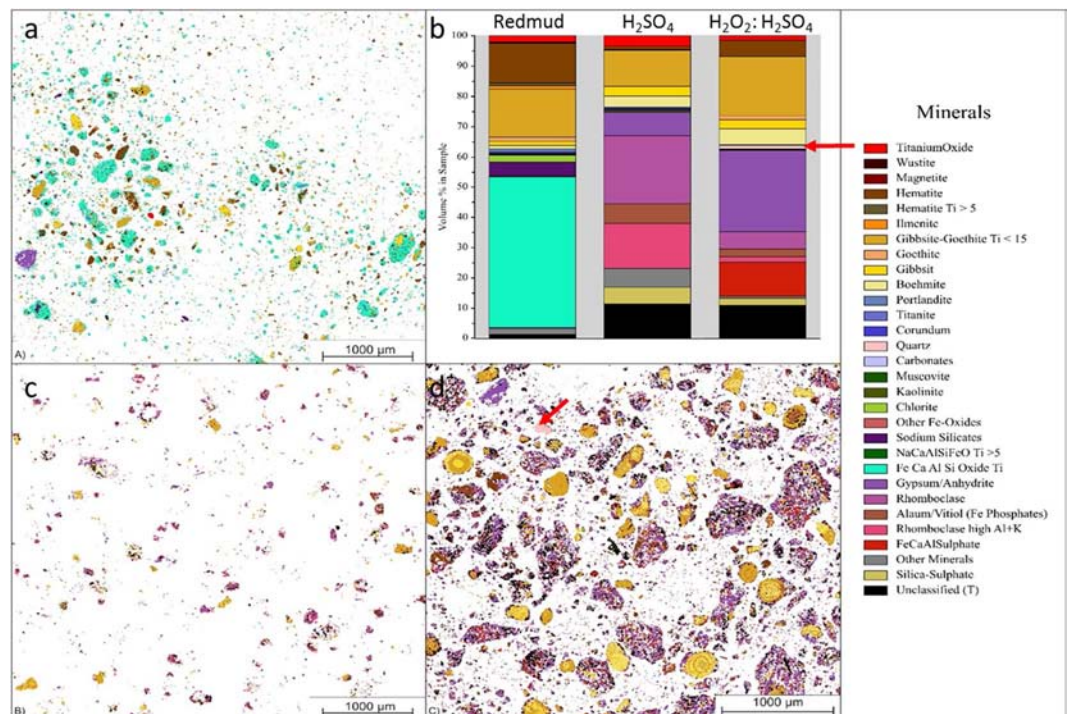 a
A)
1000 µm
b
Redmud H₂SO₄ H₂O₂: H₂SO₄
Volume % in Sample
100
90
80
70
60
50
40
30
20
10
0
c
B)
1000 µm
d
C)
1000 µm
Minerals
TitaniumOxide
Wustite
Magnetite
Hematite
Hematite Ti > 5
Ilmenite
Gibbsite-Goethite Ti < 15
Goethite
Gibbsit
Boehmite
Portlandite
Titanite
Corundum
Quartz
Carbonates
Muscovite
Kaolinite
Chlorite
Other Fe-Oxides
Sodium Silicates
NaCaAlSiFeO Ti >5
Fe Ca Al Si Oxide Ti
Gypsum/Anhydrite
Rhomboclase
Alaum/Vitiol (Fe Phosphates)
Rhomboclase high Al+K
FeCaAlSulphate
Other Minerals
Silica-Sulphate
Unclassified (T)